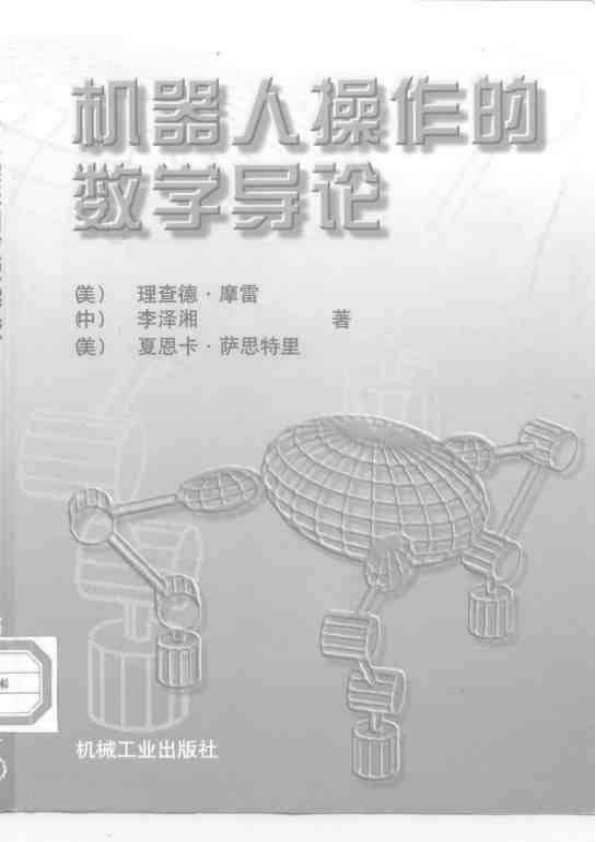 机器人操作的
数学导论
(美) 理查德·摩雷
(中) 李泽湘 著
(美) 夏恩卡·萨思特里
机械工业出版社